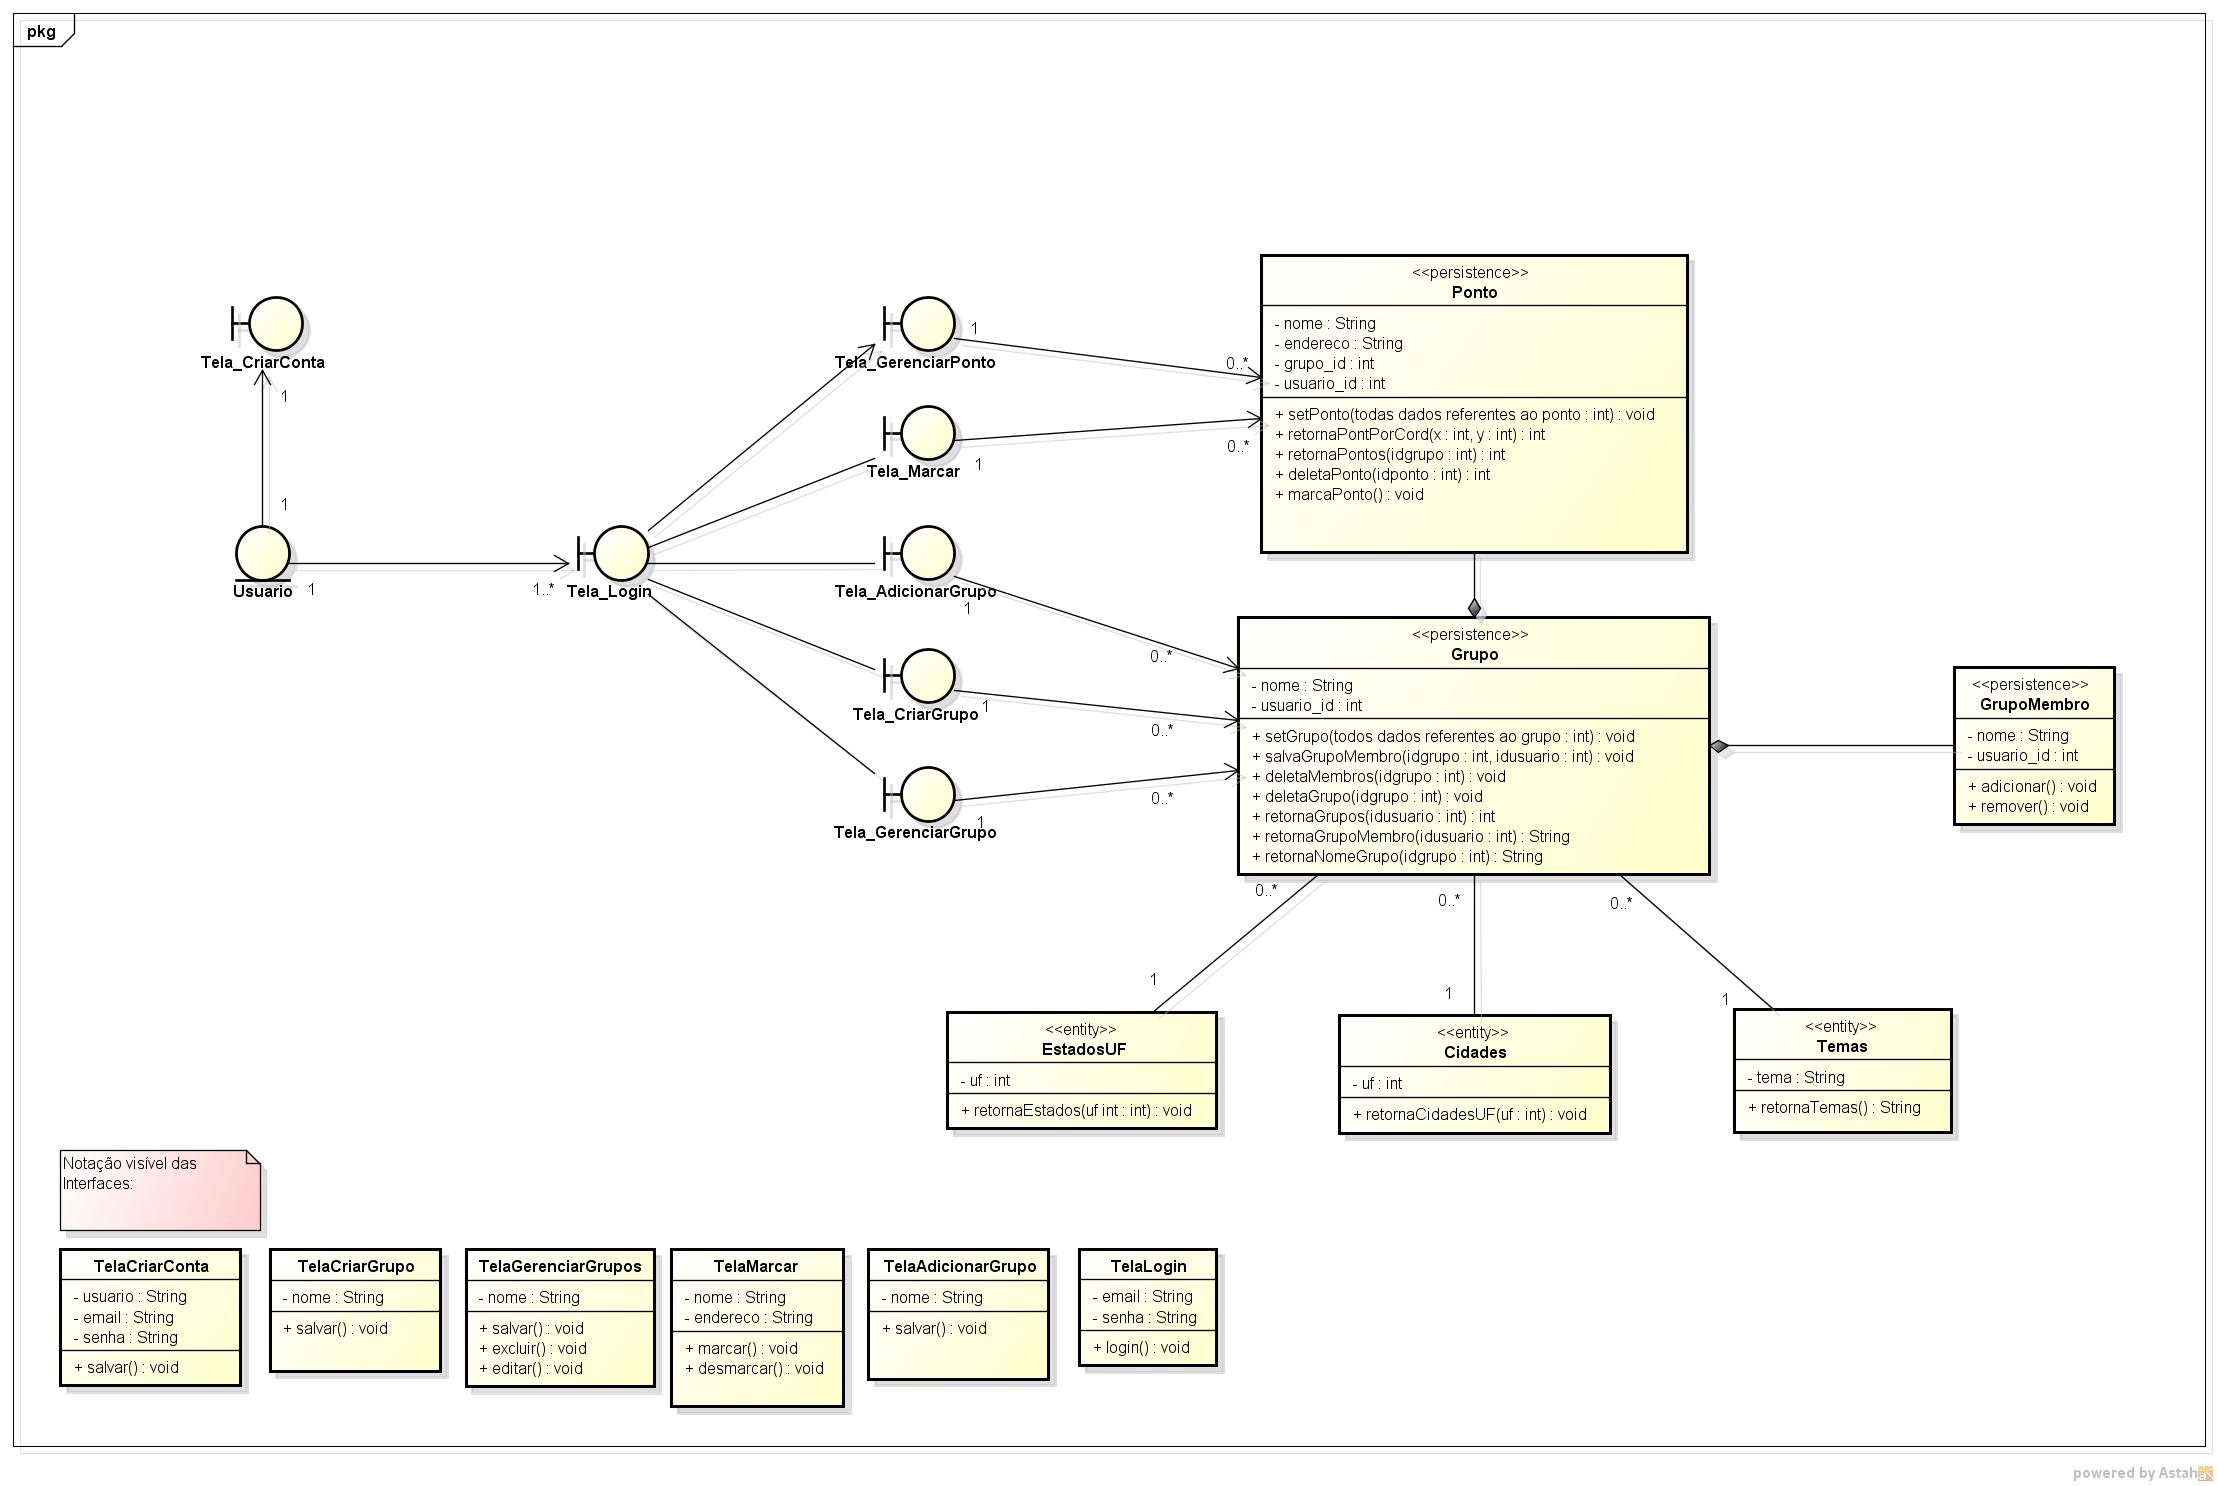 pkg
Tela_CriarConta
1
1
Usuario
1
1..*
Tela_Login
Tela_GerenciarPonto
1
0..*
Tela_Marcar
1
0..*
Tela_AdicionarGrupo
1
0..*
Tela_CriarGrupo
1
0..*
Tela_GerenciarGrupo
1
0..*
<<persistence>>
Ponto
- nome : String
- endereco : String
- grupo_id : int
- usuario_id : int
+ setPonto(todas dados referentes ao ponto : int) : void
+ retornaPontPorCord(x : int, y : int) : int
+ retornaPontos(idgrupo : int) : int
+ deletaPonto(idponto : int) : int
+ marcaPonto() : void
<<persistence>>
Grupo
- nome : String
- usuario_id : int
+ setGrupo(todos dados referentes ao grupo : int) : void
+ salvaGrupoMembro(idgrupo : int, idusuario : int) : void
+ deletaMembros(idgrupo : int) : void
+ deletaGrupo(idgrupo : int) : void
+ retornaGrupos(idusuario : int) : int
+ retornaGrupoMembro(idusuario : int) : String
+ retornaNomeGrupo(idgrupo : int) : String
<<persistence>>
GrupoMembro
- nome : String
- usuario_id : int
+ adicionar() : void
+ remover() : void
0..*
0..*
0..*
1
1
1
<<entity>>
EstadosUF
- uf : int
+ retornaEstados(uf int : int) : void
<<entity>>
Cidades
- uf : int
+ retornaCidadesUF(uf : int) : void
<<entity>>
Temas
- tema : String
+ retornaTemas() : String
Notação visível das
Interfaces:
TelaCriarConta
- usuario : String
- email : String
- senha : String
+ salvar() : void
TelaCriarGrupo
- nome : String
+ salvar() : void
TelaGerenciarGrupos
- nome : String
+ salvar() : void
+ excluir() : void
+ editar() : void
TelaMarcar
- nome : String
- endereco : String
+ marcar() : void
+ desmarcar() : void
TelaAdicionarGrupo
- nome : String
+ salvar() : void
TelaLogin
- email : String
- senha : String
+ login() : void
powered by Astah